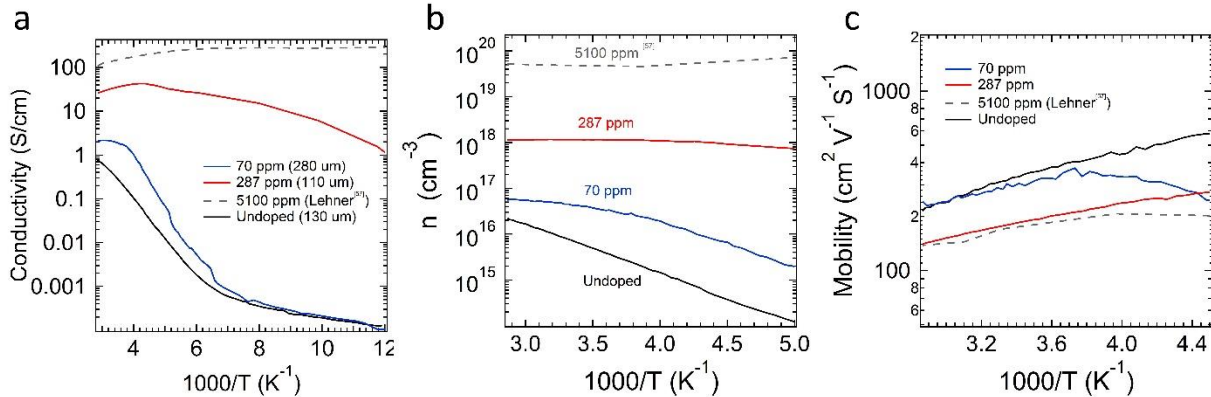 a
Conductivity (S/cm)
100
10
1
0.1
0.01
0.001
70 ppm (280 um)
287 ppm (110 um)
5100 ppm (Lehner[57])
Undoped (130 um)
4
6
8
10
12
1000/T (K-1)
b
n (cm-3)
10^20
10^19
10^18
10^17
10^16
10^15
5100 ppm [57]
287 ppm
70 ppm
Undoped
3.0
3.5
4.0
4.5
5.0
1000/T (K-1)
c
Mobility (cm2 V-1 S-1)
2
1000
8
6
4
2
100
8
6
70 ppm
287 ppm
5100 ppm (Lehner[57])
Undoped
3.2
3.6
4.0
4.4
1000/T (K-1)